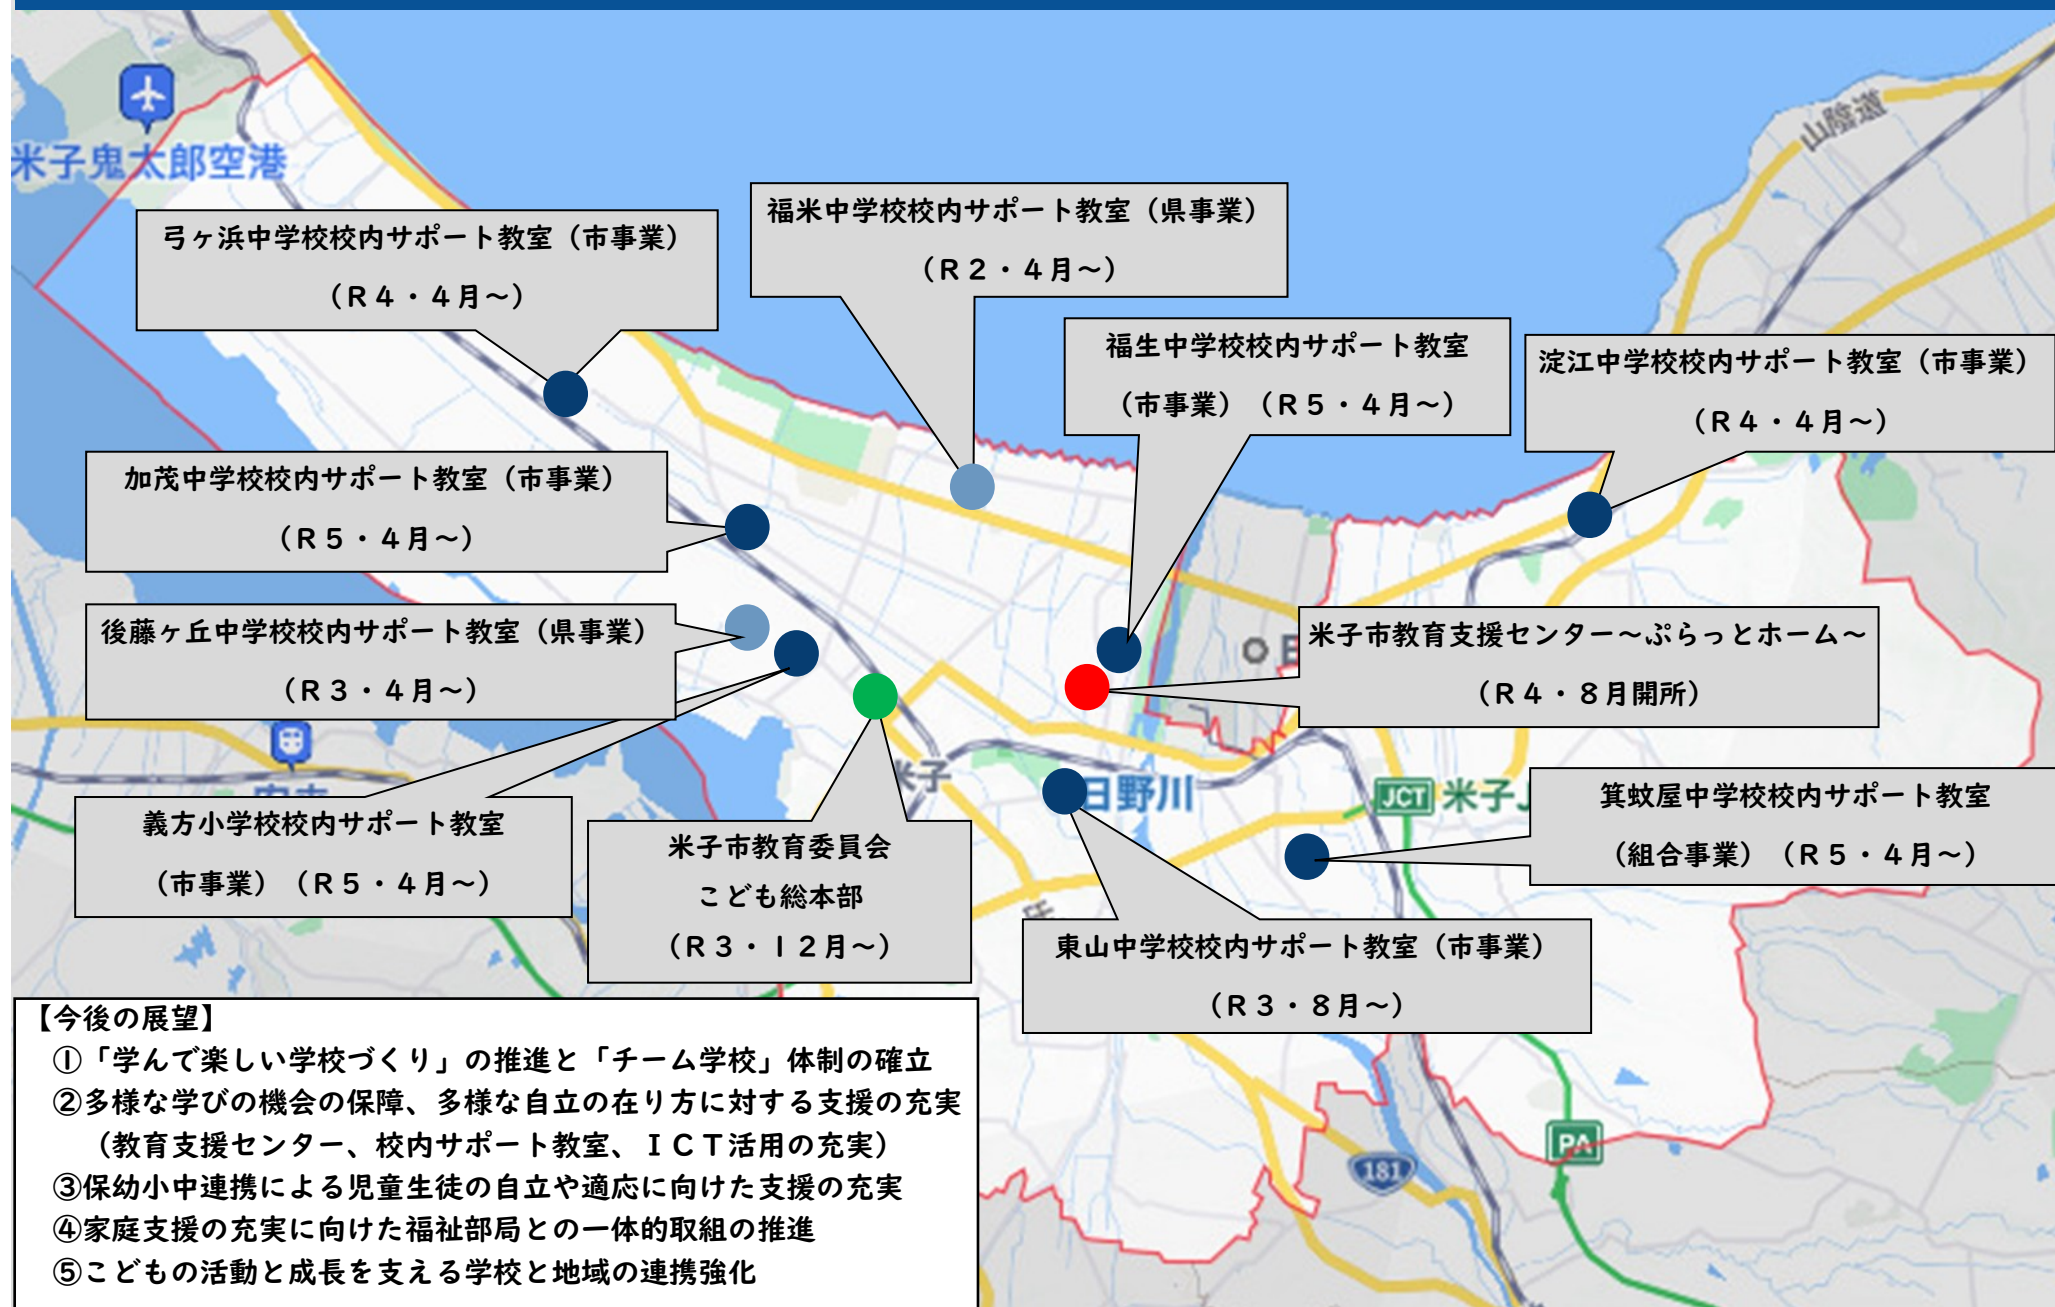 米子鬼太郎空港
山陰道
弓ヶ浜中学校校内サポート教室（市事業）
（Ｒ４・４月～）
福米中学校校内サポート教室（県事業）
（Ｒ２・４月～）
福生中学校校内サポート教室
（市事業）（Ｒ５・４月～）
淀江中学校校内サポート教室（市事業）
（Ｒ４・４月～）
加茂中学校校内サポート教室（市事業）
（Ｒ５・４月～）
後藤ヶ丘中学校校内サポート教室（県事業）
（Ｒ３・４月～）
米子市教育支援センター～ぷらっとホーム～
（Ｒ４・８月開所）
義方小学校校内サポート教室
（市事業）（Ｒ５・４月～）
米子
日野川
JCT 米子J
米子市教育委員会
こども総本部
（Ｒ３・１２月～）
箕蚊屋中学校校内サポート教室
（組合事業）（Ｒ５・４月～）
東山中学校校内サポート教室（市事業）
（Ｒ３・８月～）
PA
181
【今後の展望】
①「学んで楽しい学校づくり」の推進と「チーム学校」体制の確立
②多様な学びの機会の保障、多様な自立の在り方に対する支援の充実
（教育支援センター、校内サポート教室、ＩＣＴ活用の充実）
③保幼小中連携による児童生徒の自立や適応に向けた支援の充実
④家庭支援の充実に向けた福祉部局との一体的取組の推進
⑤こどもの活動と成長を支える学校と地域の連携強化